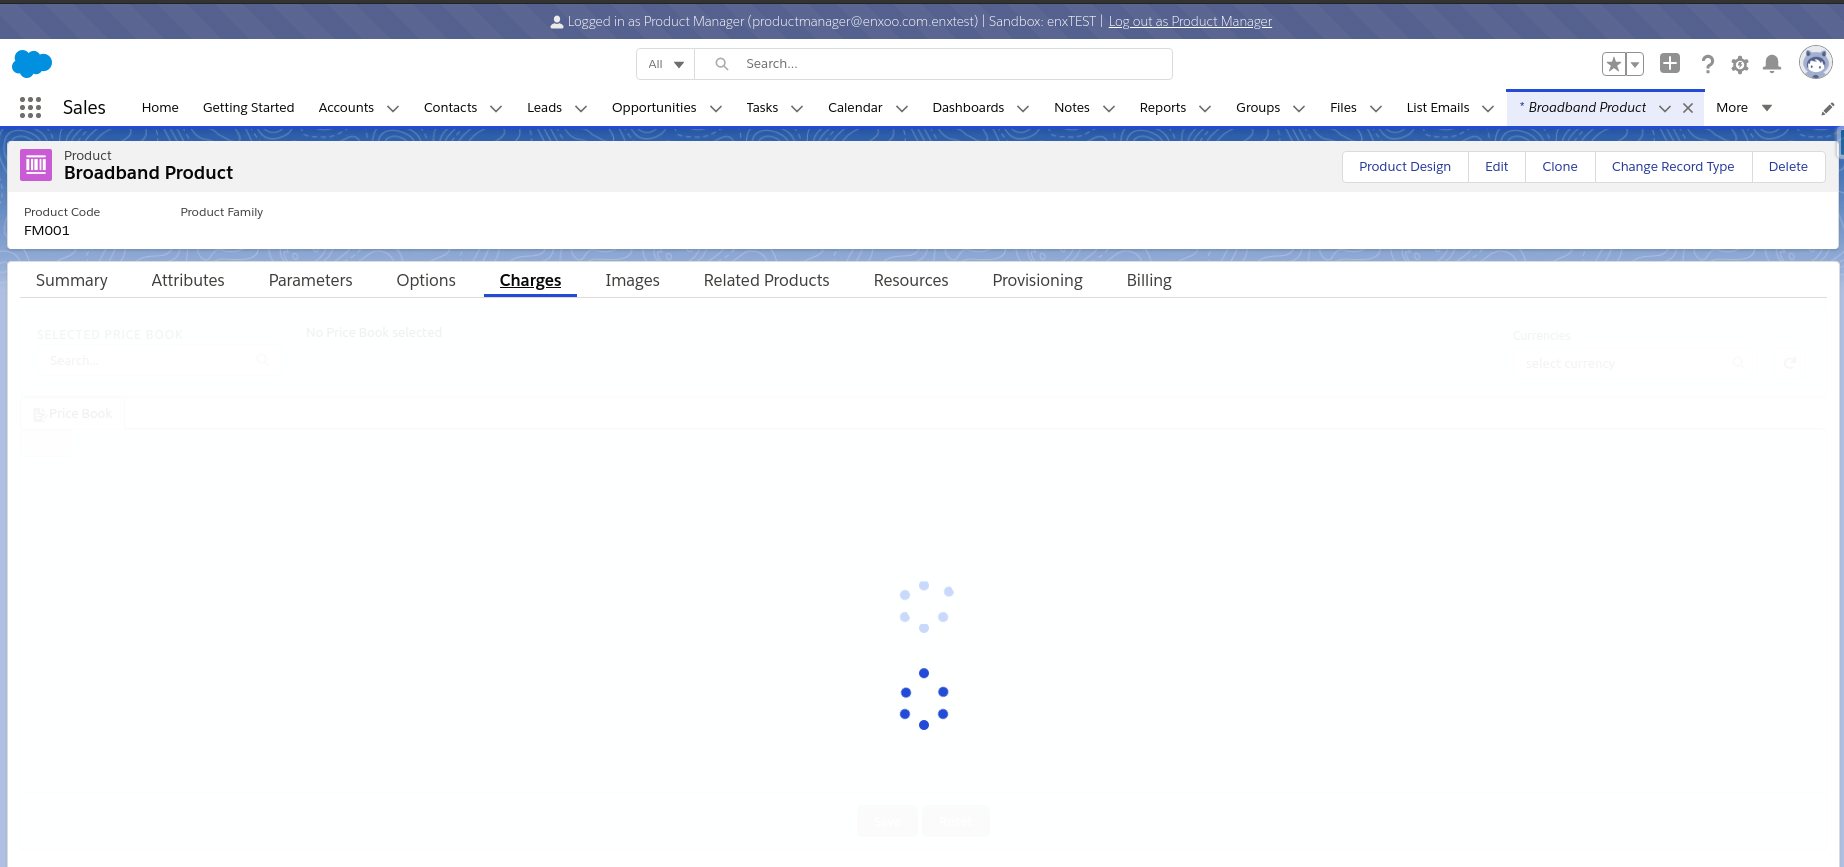 Logged in as Product Manager (productmanager@enxoo.com.enxtest) | Sandbox: enxTEST | Log out as Product Manager
All Search...
Sales Home Getting Started Accounts Contacts Leads Opportunities Tasks Calendar Dashboards Notes Reports Groups Files List Emails * Broadband Product More
Product
Broadband Product
Product Design Edit Clone Change Record Type Delete
Product Code Product Family
FM001
Summary Attributes Parameters Options Charges Images Related Products Resources Provisioning Billing
SELECTED PRICE BOOK No Price Book selected Currencies
Search... select currency
Price Book